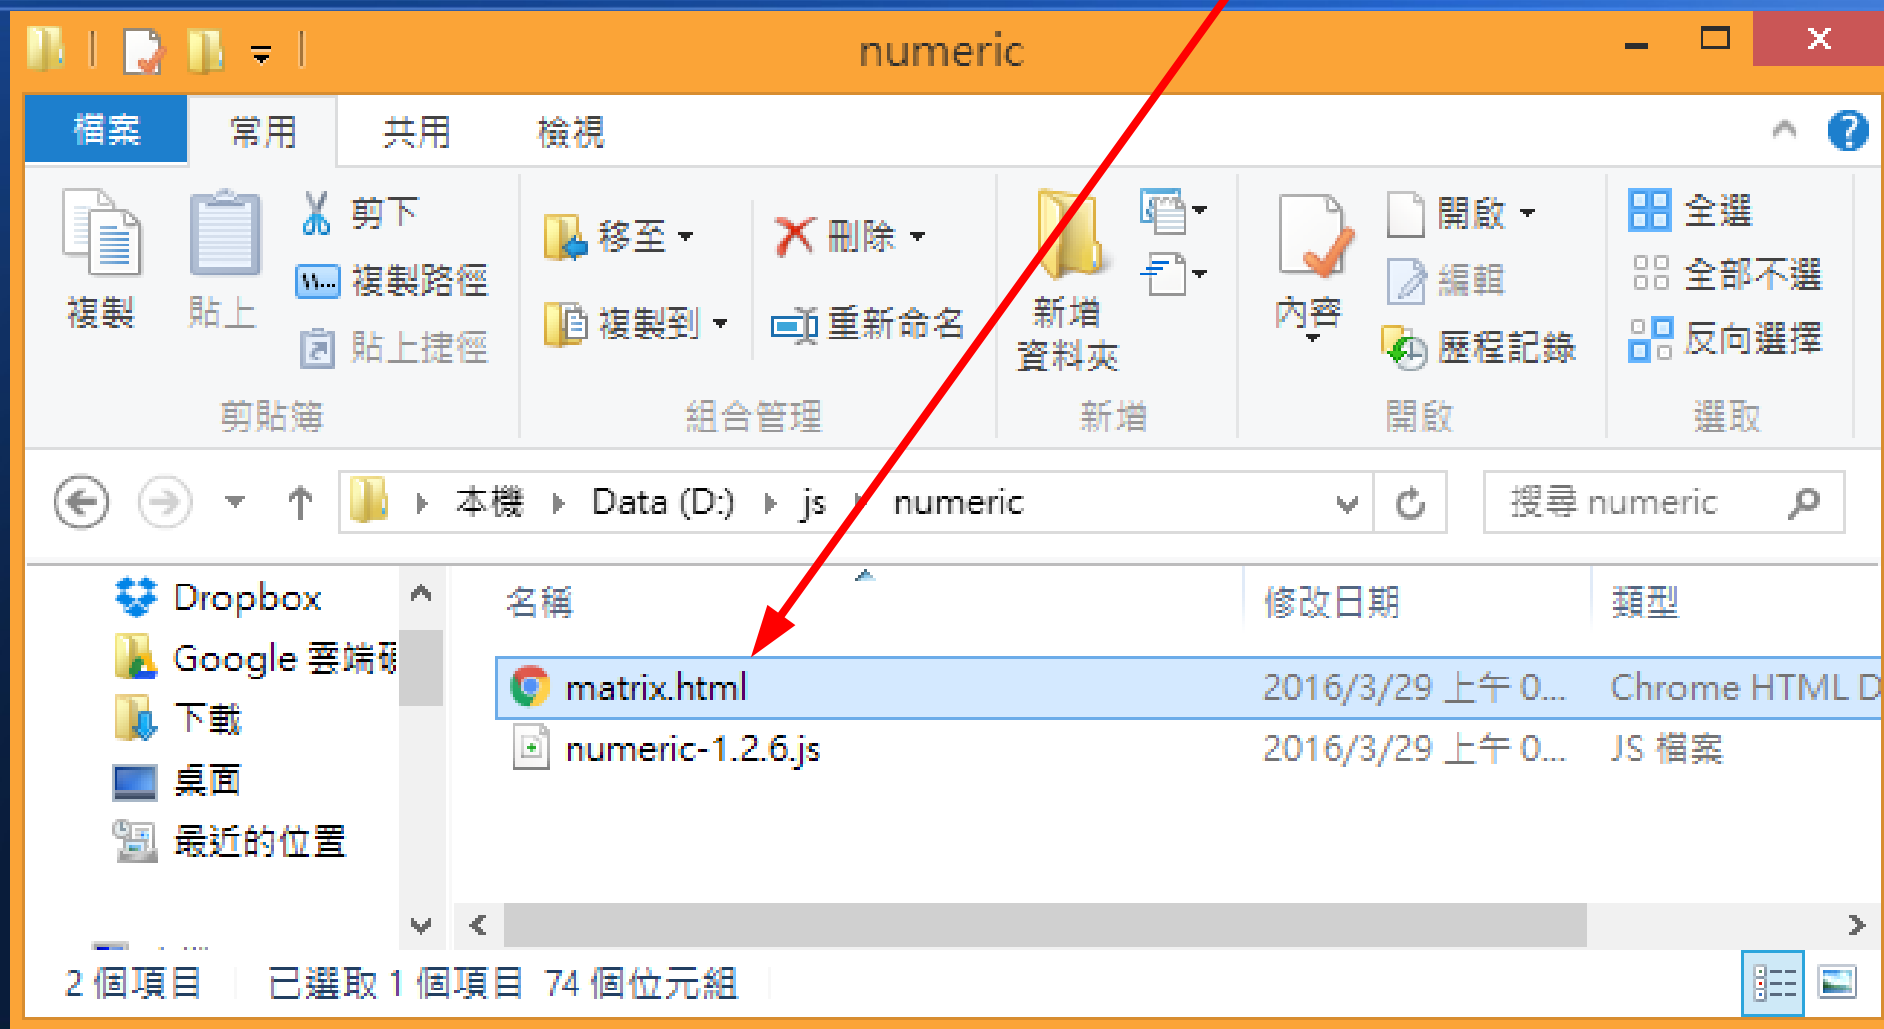 numeric
檔案 常用 共用 檢視
複製 貼上 剪下 複製路徑 貼上捷徑
移至 複製到 刪除 重新命名
新增
資料夾
內容 開啟 編輯 歷程記錄
全選 全部不選 反向選擇
剪貼簿 組合管理 新增 開啟 選取
本機 Data (D:) js numeric 搜尋 numeric
Dropbox
Google 雲端硬
下載
桌面
最近的位置
名稱 修改日期 類型
matrix.html 2016/3/29 上午 0... Chrome HTML D
numeric-1.2.6.js 2016/3/29 上午 0... JS 檔案
2 個項目 已選取 1 個項目 74 個位元組